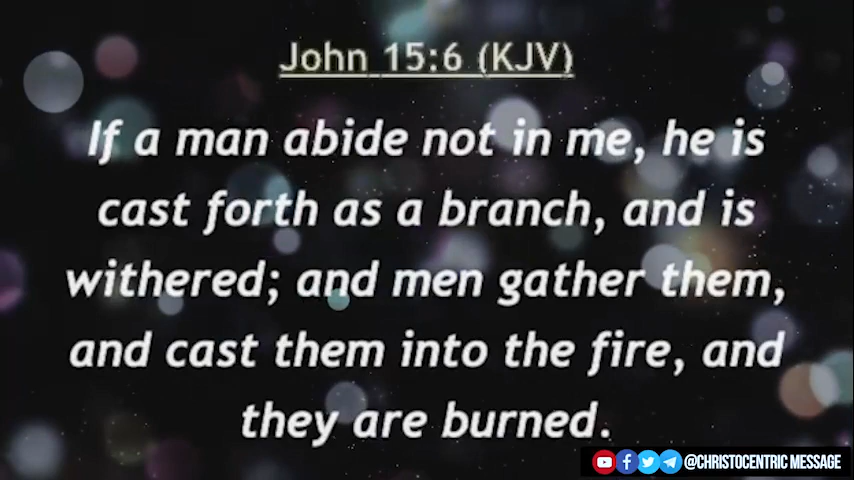 John 15:6 (KJV)
If a man abide not in me, he is
cast forth as a branch, and is
withered; and men gather them,
and cast them into the fire, and
they are burned.
@CHRISTOCENTRIC MESSAGE